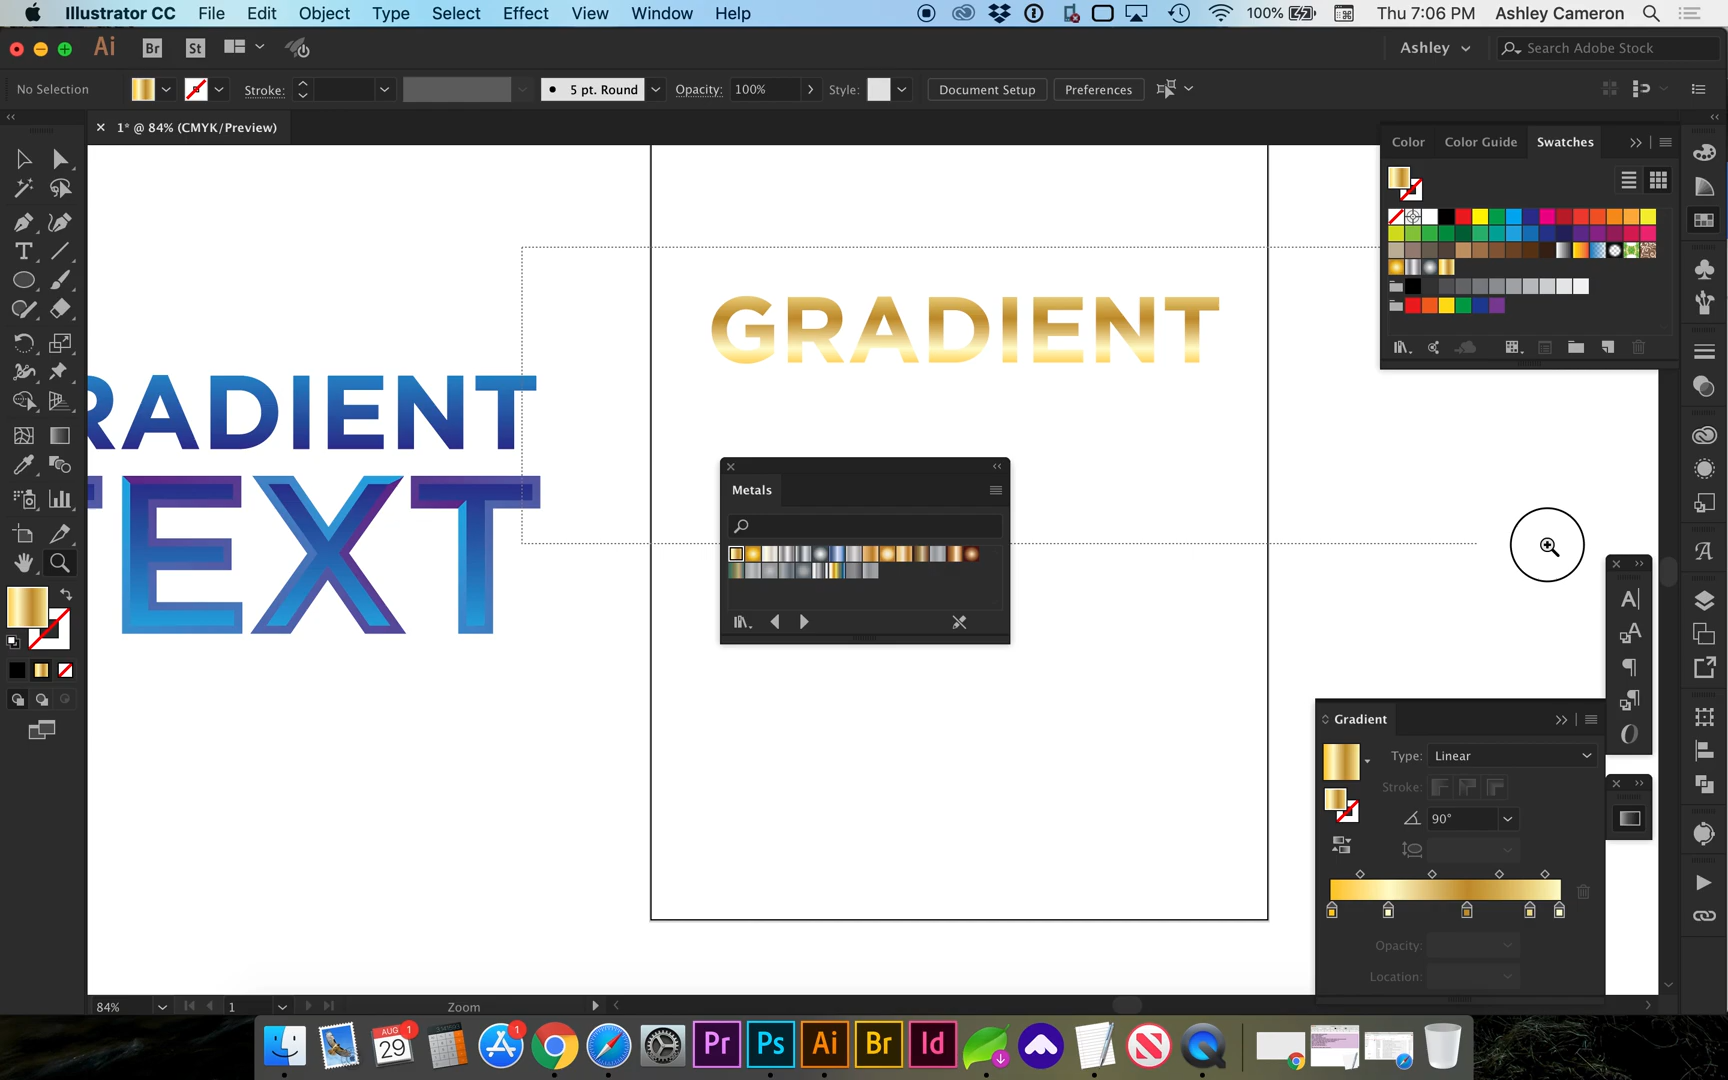 Illustrator CC File Edit Object Type Select Effect View Window Help 100% Thu 7:06 PM Ashley Cameron
Ai Br St Ashley Search Adobe Stock
No Selection Stroke: 5 pt. Round Opacity: 100% Style: Document Setup Preferences
1* @ 84% (CMYK/Preview)
Color Color Guide Swatches
GRADIENT
RADIENT
TEXT
Metals
Gradient
Type: Linear
Stroke:
90°
Opacity:
Location:
84% 1 Zoom
AUG 1
29
1
Pr Ps Ai Br Id